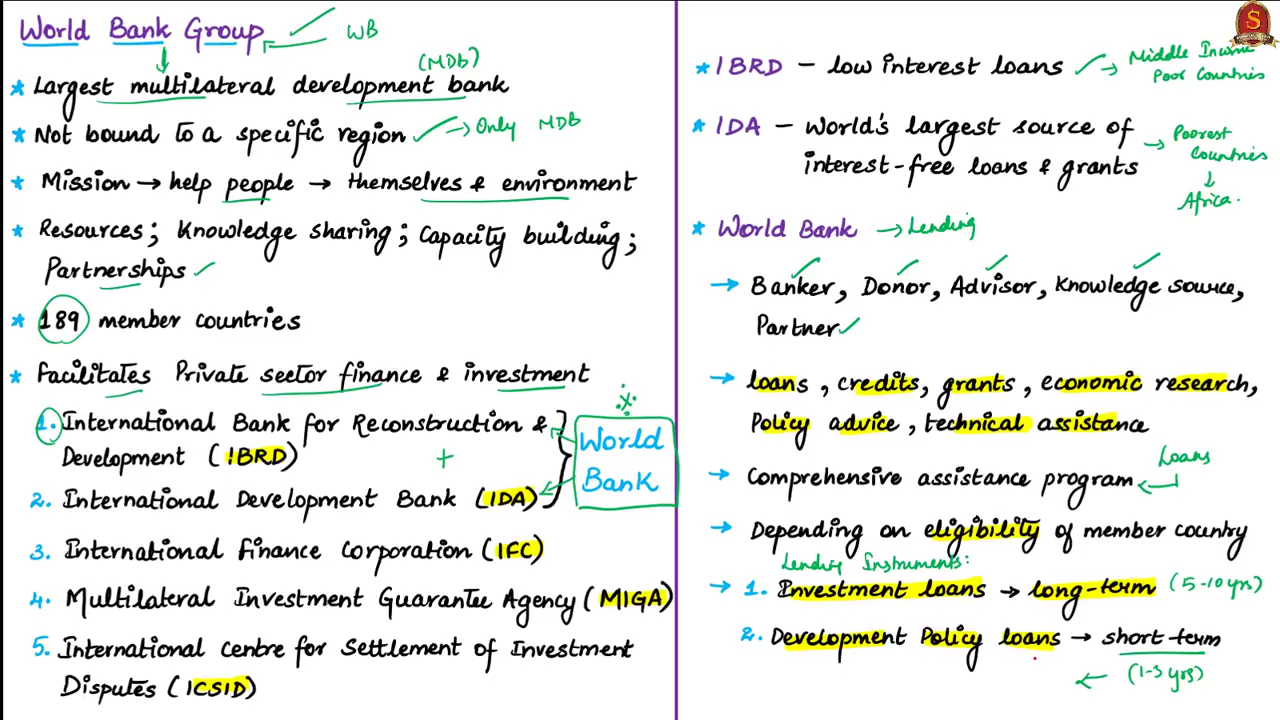 World Bank Group
WB
(MDB)
* Largest multilateral development bank
* Not bound to a specific region → Only MDB
* Mission → help people → themselves & environment
* Resources; Knowledge sharing; Capacity building;
Partnerships
* 189 member countries
* Facilitates Private sector finance & investment
1. International Bank for Reconstruction &
Development (IBRD)
+
2. International Development Bank (IDA)
World
Bank
3. International Finance Corporation (IFC)
4. Multilateral Investment Guarantee Agency (MIGA)
5. International Centre for Settlement of Investment
Disputes (ICSID)
S
* IBRD – low interest loans → Middle Income
Poor Countries
* IDA – World's largest source of
interest-free loans & grants
→ Poorest
Countries
↓
Africa.
* World Bank → Lending
→ Banker, Donor, Advisor, Knowledge source,
Partner
→ loans, credits, grants, economic research,
Policy advice, technical assistance
→ Comprehensive assistance program
Loans
→ Depending on eligibility of member country
Lending Instruments:
→ 1. Investment loans → long-term (5-10 yrs)
2. Development Policy loans → short term
(1-3 yrs)